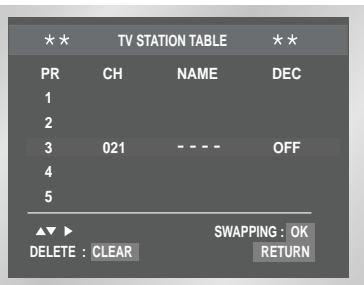 ** TV STATION TABLE **
PR CH NAME DEC
1
2
3 021 ---- OFF
4
5
▲▼ ▶ SWAPPING : OK
DELETE : CLEAR RETURN